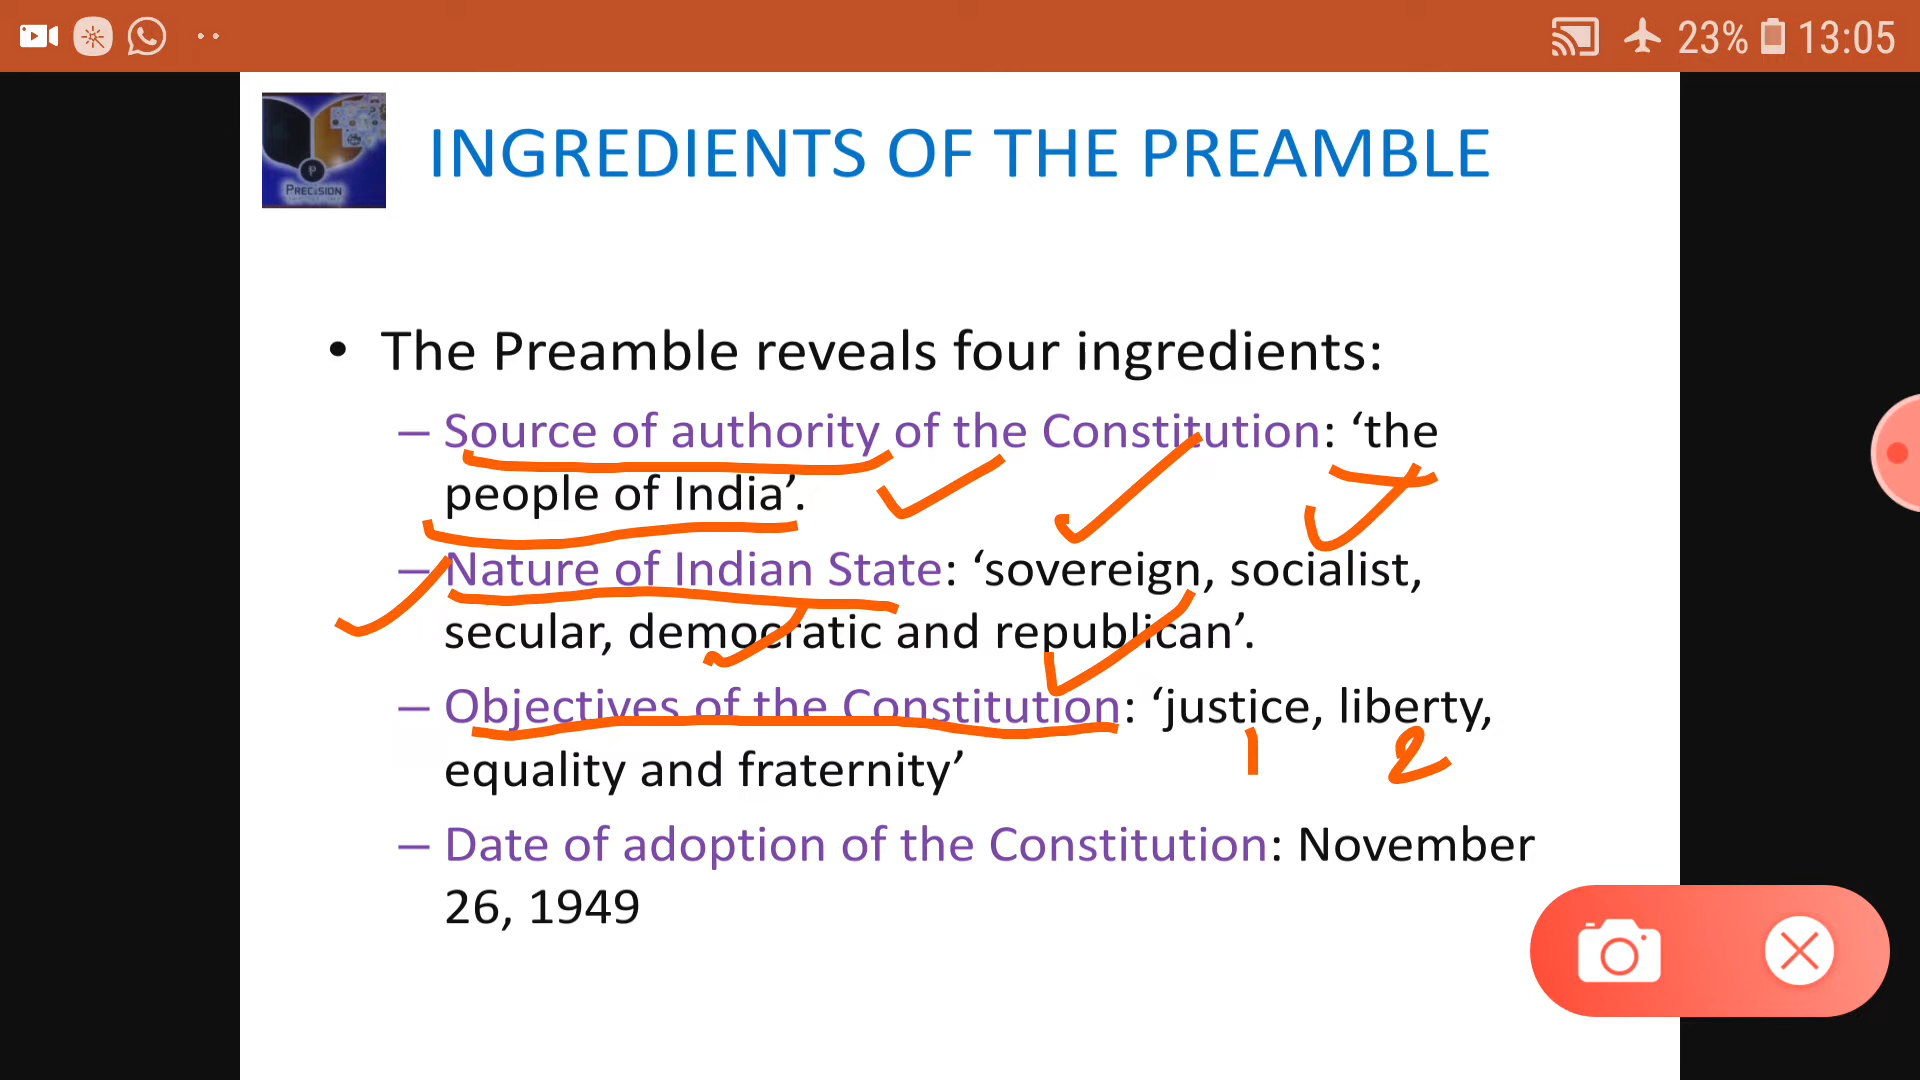 23% 13:05
PRECISION
INGREDIENTS OF THE PREAMBLE
• The Preamble reveals four ingredients:
– Source of authority of the Constitution: ‘the
people of India’.
– Nature of Indian State: ‘sovereign, socialist,
secular, democratic and republican’.
– Objectives of the Constitution: ‘justice, liberty,
1 2
equality and fraternity’
– Date of adoption of the Constitution: November
26, 1949